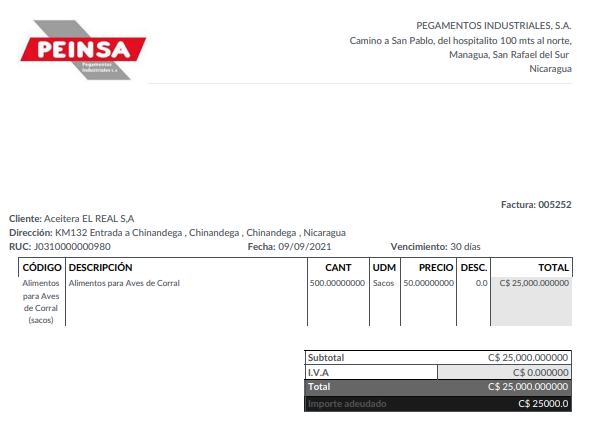 PEINSA
Pegamentos
Industriales s.a
PEGAMENTOS INDUSTRIALES, S.A.
Camino a San Pablo, del hospitalito 100 mts al norte,
Managua, San Rafael del Sur
Nicaragua
Factura: 005252
Cliente: Aceitera EL REAL S,A
Dirección: KM132 Entrada a Chinandega , Chinandega , Chinandega , Nicaragua
RUC: J0310000000980 Fecha: 09/09/2021 Vencimiento: 30 días
CÓDIGO DESCRIPCIÓN CANT UDM PRECIO DESC. TOTAL
Alimentos para Aves de Corral 500.00000000 Sacos 50.00000000 0.0 C$ 25,000.000000
Alimentos
para Aves
de Corral
(sacos)
Subtotal C$ 25,000.000000
I.V.A C$ 0.000000
Total C$ 25,000.000000
Importe adeudado C$ 25000.0